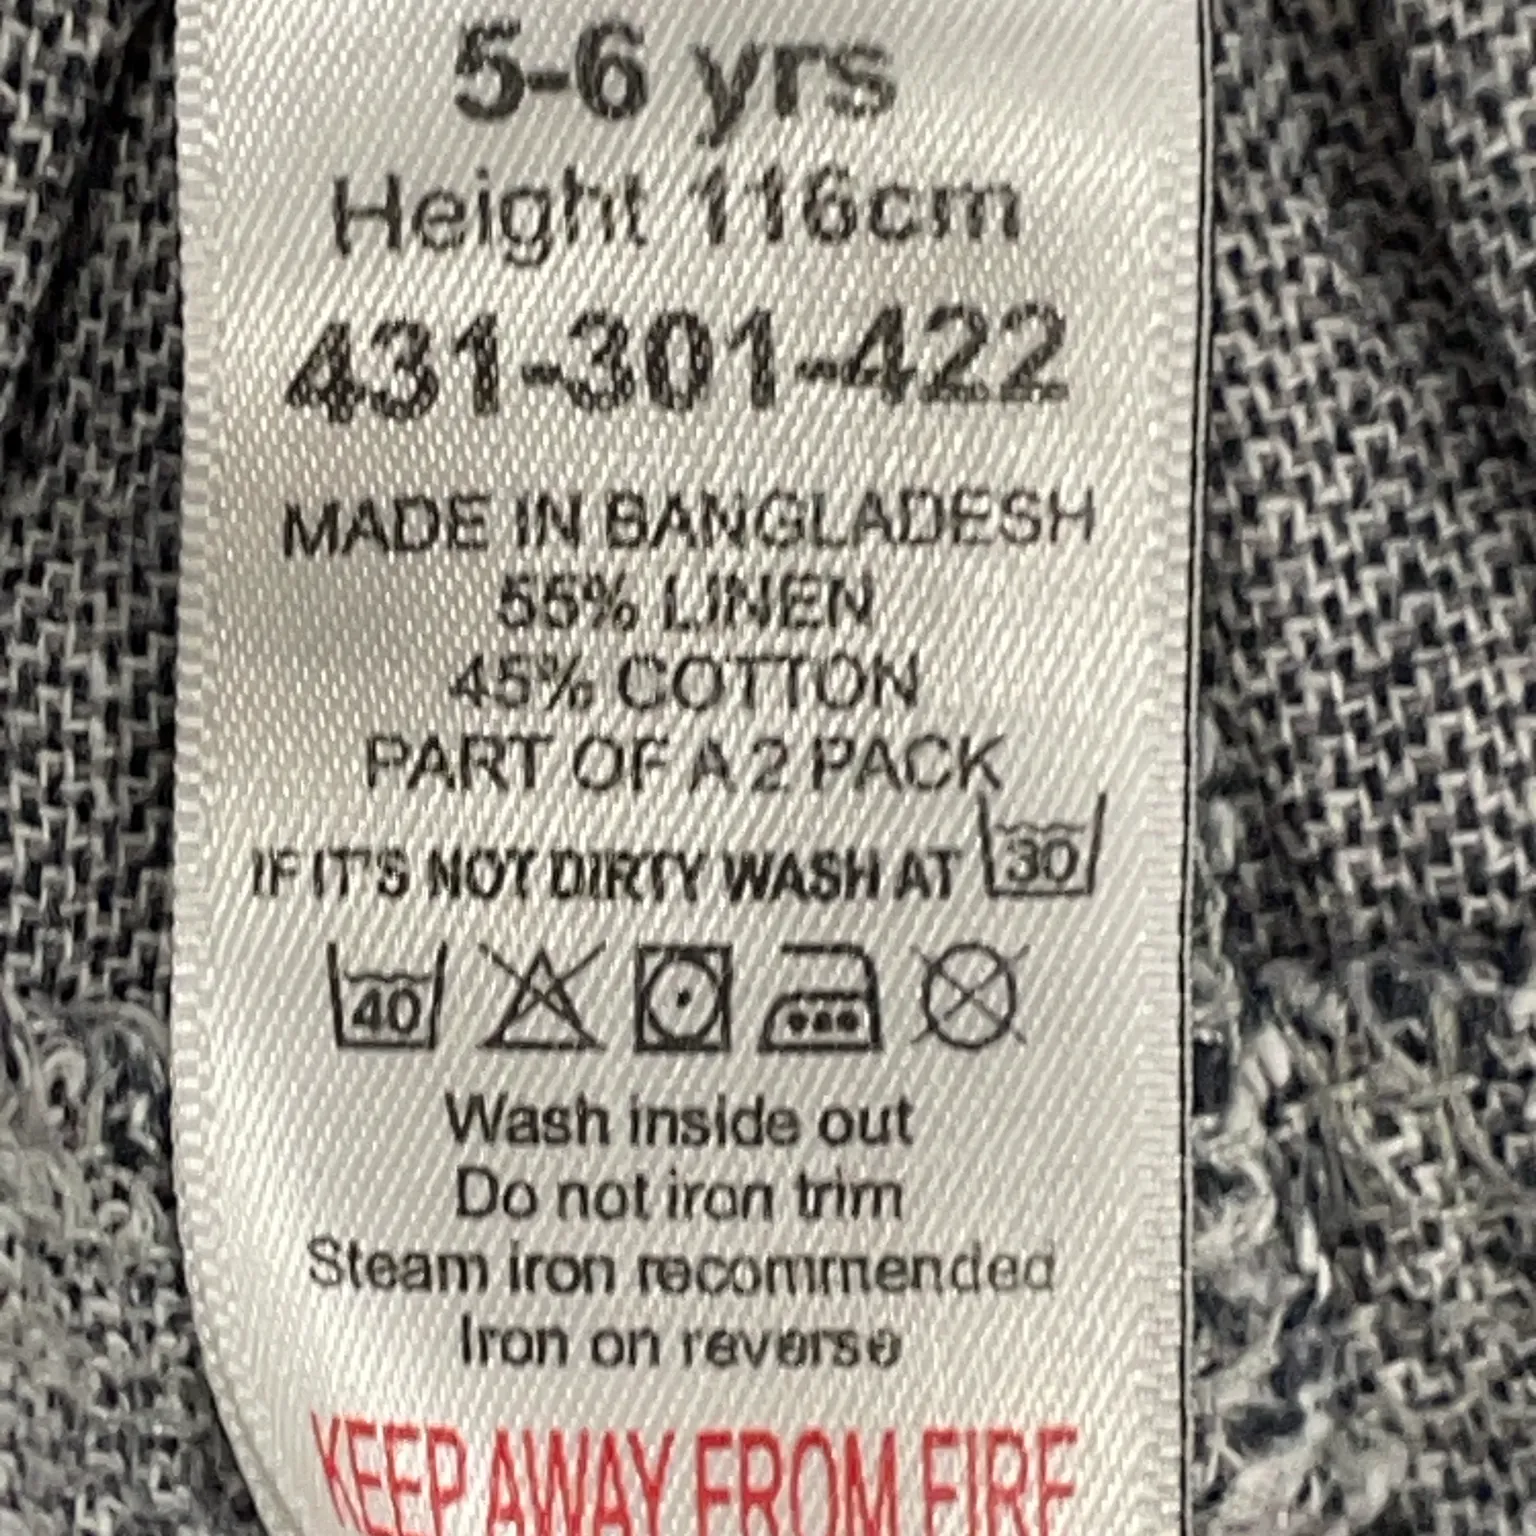 5-6 yrs
Height 116cm
431-301-422
MADE IN BANGLADESH
55% LINEN
45% COTTON
PART OF A 2 PACK
IF IT'S NOT DIRTY WASH AT 30
40
Wash inside out
Do not iron trim
Steam iron recommended
Iron on reverse
KEEP AWAY FROM FIRE